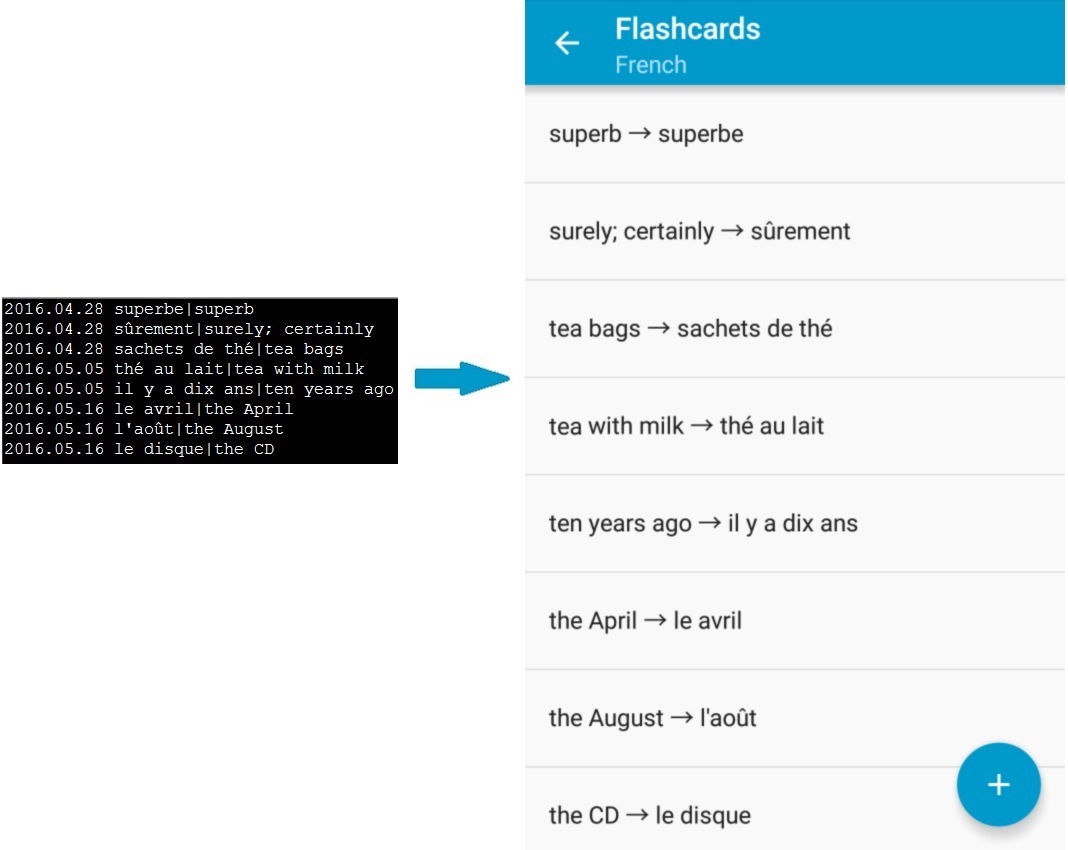 2016.04.28 superbe|superb
2016.04.28 sûrement|surely; certainly
2016.04.28 sachets de thé|tea bags
2016.05.05 thé au lait|tea with milk
2016.05.05 il y a dix ans|ten years ago
2016.05.16 le avril|the April
2016.05.16 l'août|the August
2016.05.16 le disque|the CD
Flashcards
French
superb → superbe
surely; certainly → sûrement
tea bags → sachets de thé
tea with milk → thé au lait
ten years ago → il y a dix ans
the April → le avril
the August → l'août
the CD → le disque